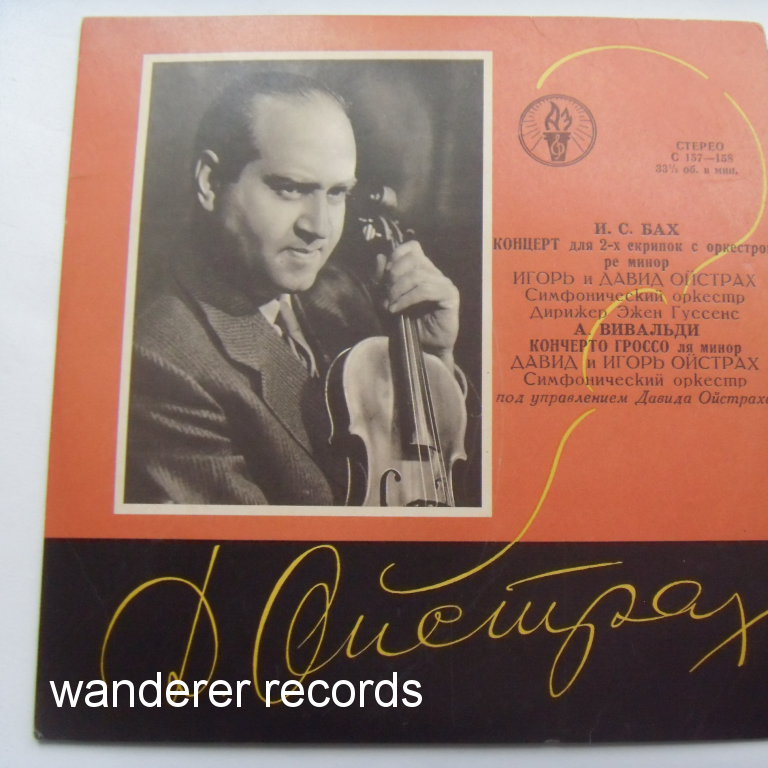 СТЕРЕО
С 157—158
33⅓ об. в мин.
И. С. БАХ
КОНЦЕРТ для 2-х скрипок с оркестром
ре минор
ИГОРЬ и ДАВИД ОЙСТРАХ
Симфонический оркестр
Дирижер Эжен Гуссенс
А. ВИВАЛЬДИ
КОНЧЕРТО ГРОССО ля минор
ДАВИД и ИГОРЬ ОЙСТРАХ
Симфонический оркестр
под управлением Давида Ойстраха
Д Ойстрах
wanderer records